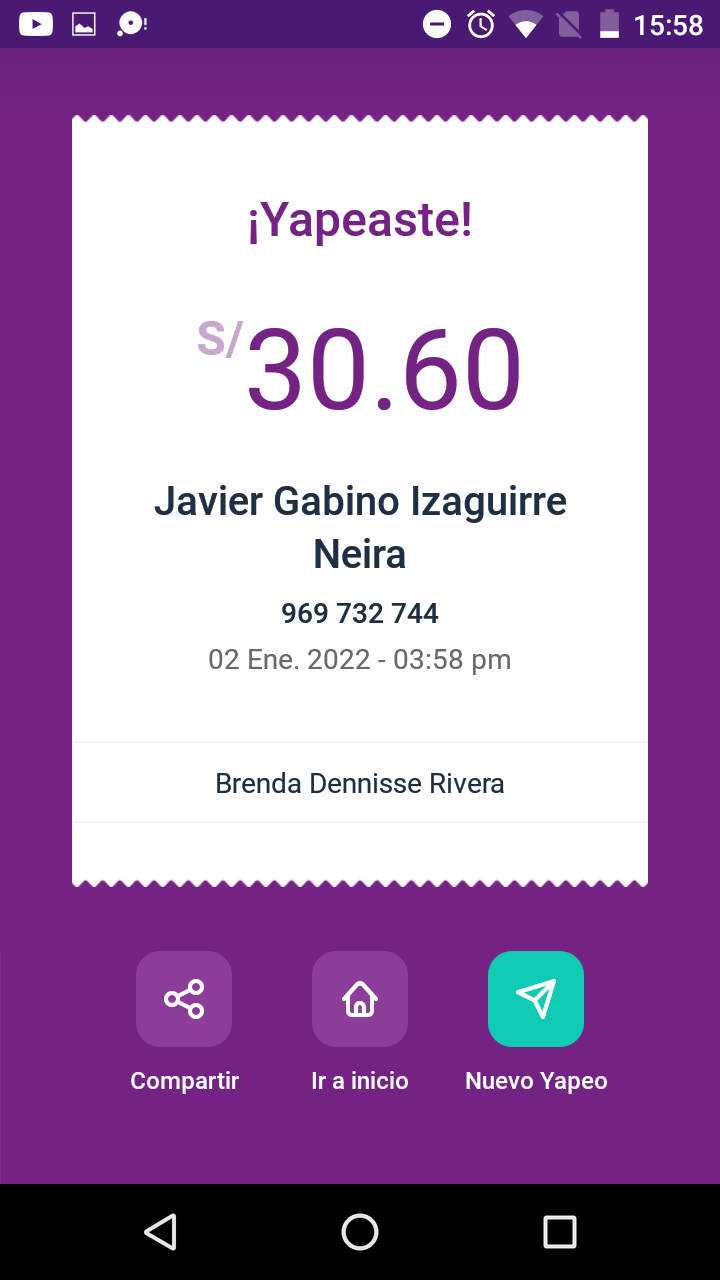 15:58
¡Yapeaste!
S/30.60
Javier Gabino Izaguirre
Neira
969 732 744
02 Ene. 2022 - 03:58 pm
Brenda Dennisse Rivera
Compartir
Ir a inicio
Nuevo Yapeo